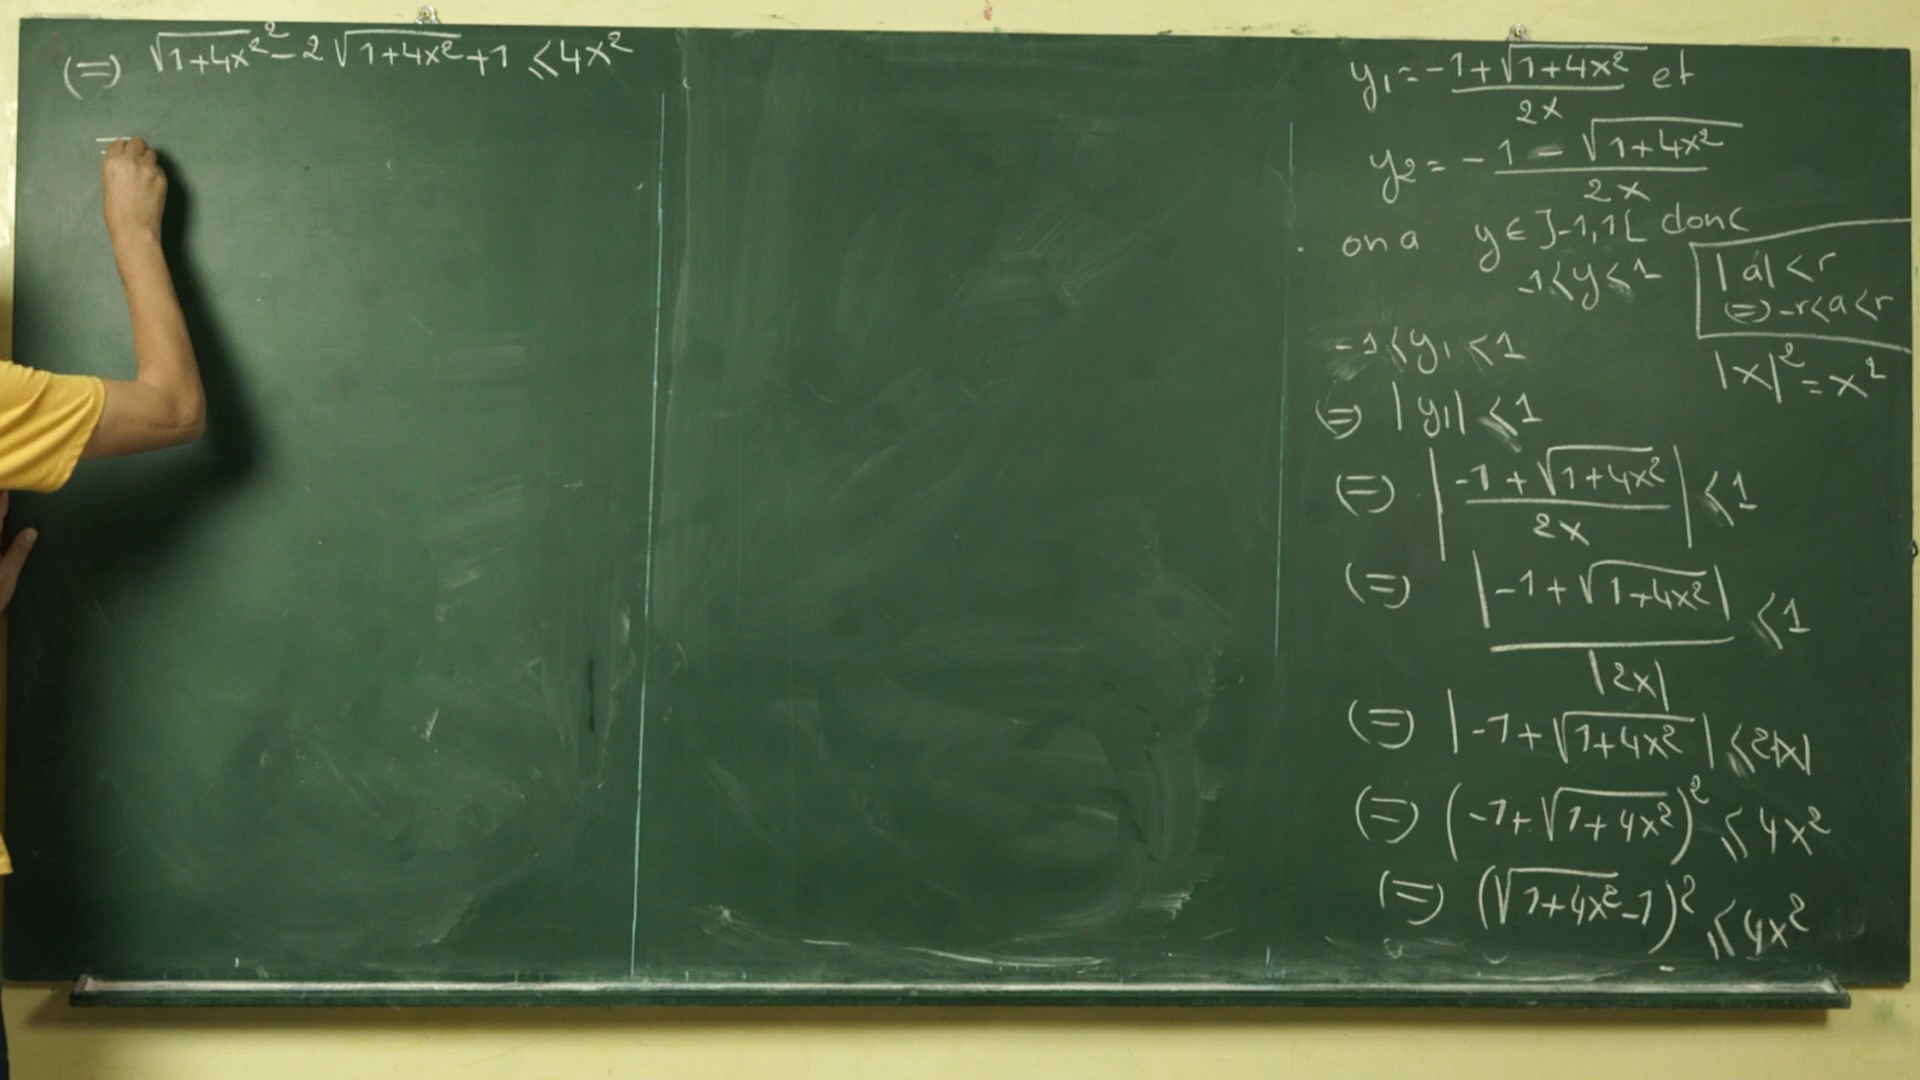 (=) √(1+4x²)² - 2√(1+4x²) + 1 ≤ 4x²
y₁ = (-1+√(1+4x²))/(2x) et
y₂ = (-1-√(1+4x²))/(2x)
on a y ∈ ]-1,1[ donc
-1<y<1
|a| <r
(=) -r<a<r
|x|² = x²
-1<y₁<1
(=) |y₁| <1
(=) |(-1+√(1+4x²))/(2x)| <1
(=) |-1+√(1+4x²)|/|2x| <1
(=) |-1+√(1+4x²)| <2|x|
(=) (-1+√(1+4x²))² ≤ 4x²
(=) (√(1+4x²)-1)² ≤ 4x²